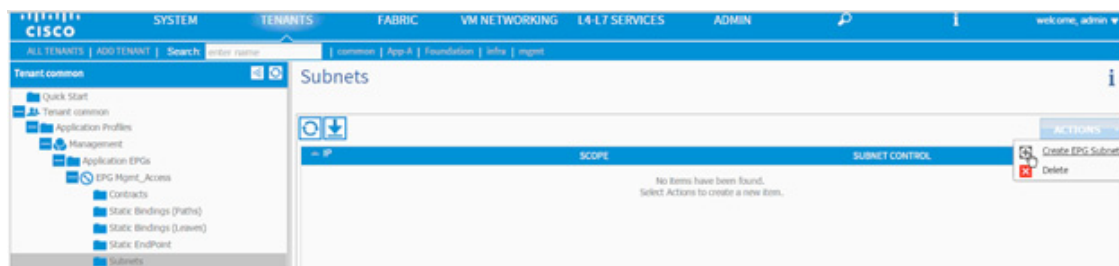 CISCO
SYSTEM TENANTS FABRIC VM NETWORKING L4-L7 SERVICES ADMIN i welcome, admin
ALL TENANTS | ADD TENANT | Search: enter name | common | App-A | Foundation | infra | mgmt
Tenant common
Subnets
i
Quick Start
Tenant common
Application Profiles
Management
Application EPGs
EPG Mgmt_Access
Contracts
Static Bindings (Paths)
Static Bindings (Leaves)
Static EndPoint
Subnets
ACTIONS
Create EPG Subnet
Delete
IP SCOPE SUBNET CONTROL
No items have been found.
Select Actions to create a new item.